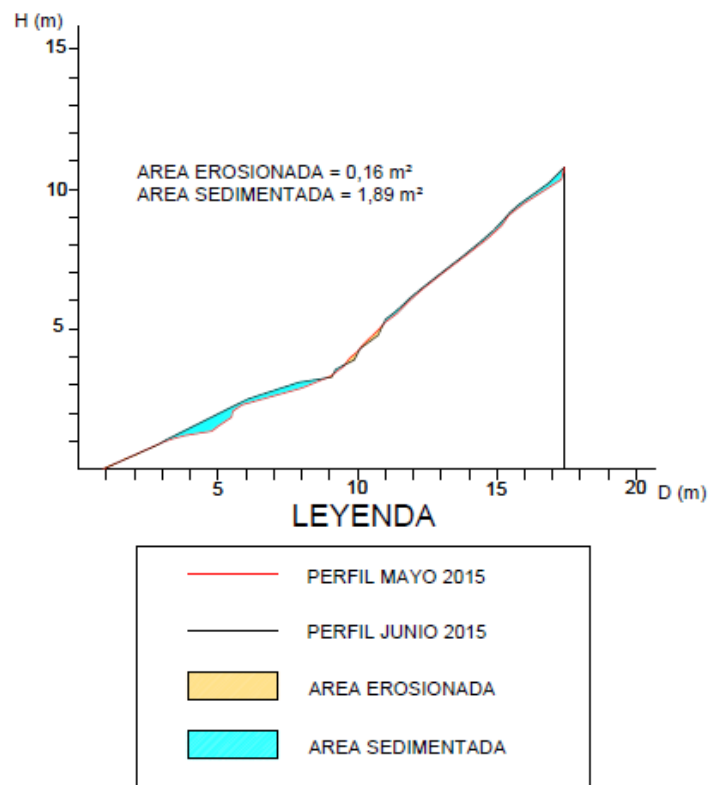 H (m)
15
AREA EROSIONADA = 0,16 m²
AREA SEDIMENTADA = 1,89 m²
10
5
5
10
15
20
D (m)
LEYENDA
PERFIL MAYO 2015
PERFIL JUNIO 2015
AREA EROSIONADA
AREA SEDIMENTADA